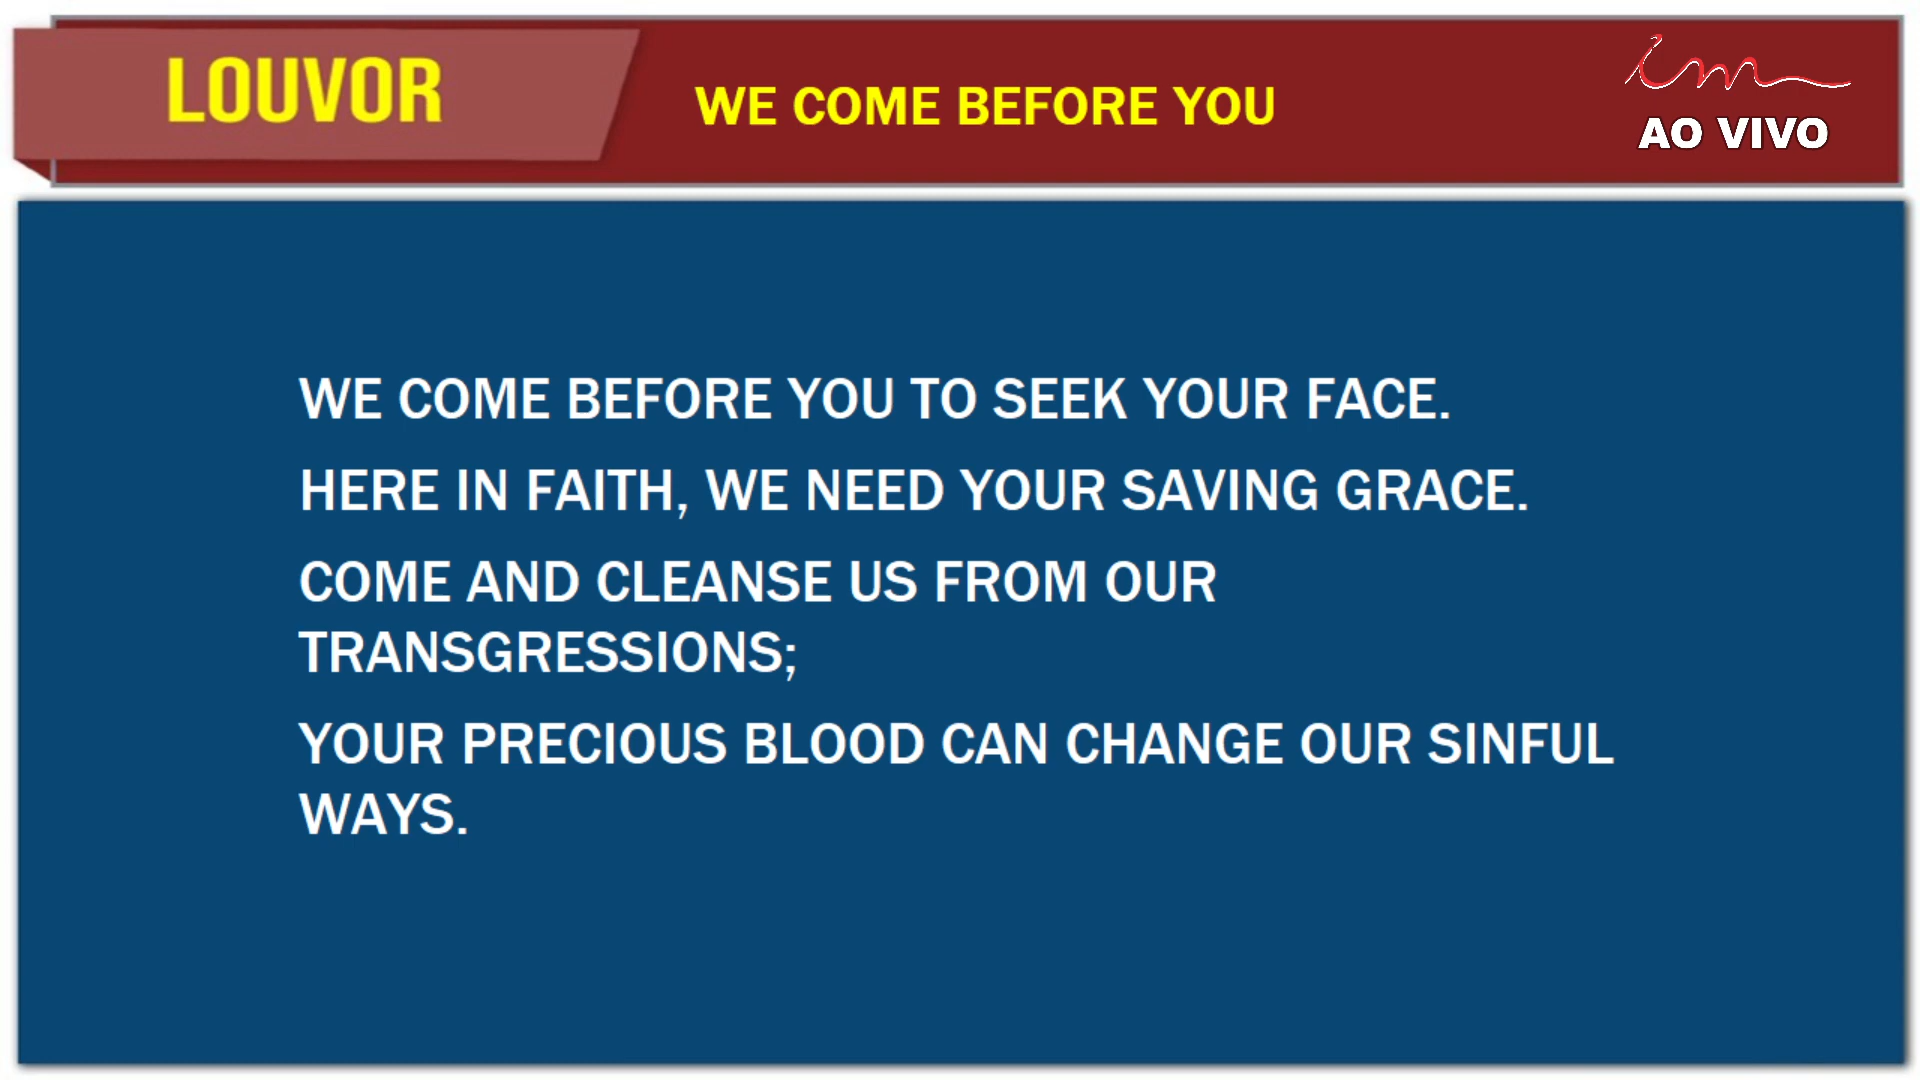 LOUVOR
WE COME BEFORE YOU
im
AO VIVO
WE COME BEFORE YOU TO SEEK YOUR FACE.
HERE IN FAITH, WE NEED YOUR SAVING GRACE.
COME AND CLEANSE US FROM OUR
TRANSGRESSIONS;
YOUR PRECIOUS BLOOD CAN CHANGE OUR SINFUL
WAYS.